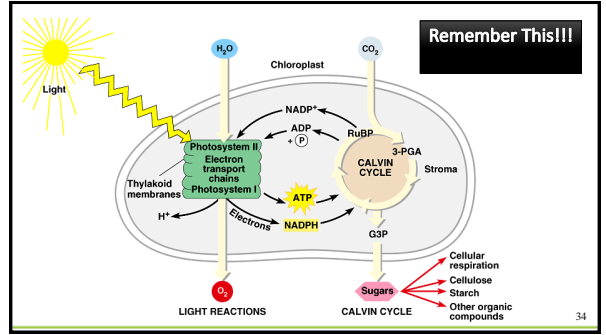 Remember This!!!
H₂O
CO₂
Chloroplast
Light
NADP⁺
ADP
+ P
RuBP
Photosystem II
Electron
transport
chains
Photosystem I
3-PGA
CALVIN
CYCLE
Stroma
Thylakoid
membranes
ATP
H⁺
Electrons
NADPH
G3P
Cellular
respiration
Cellulose
Starch
Other organic
compounds
O₂
Sugars
LIGHT REACTIONS
CALVIN CYCLE
34